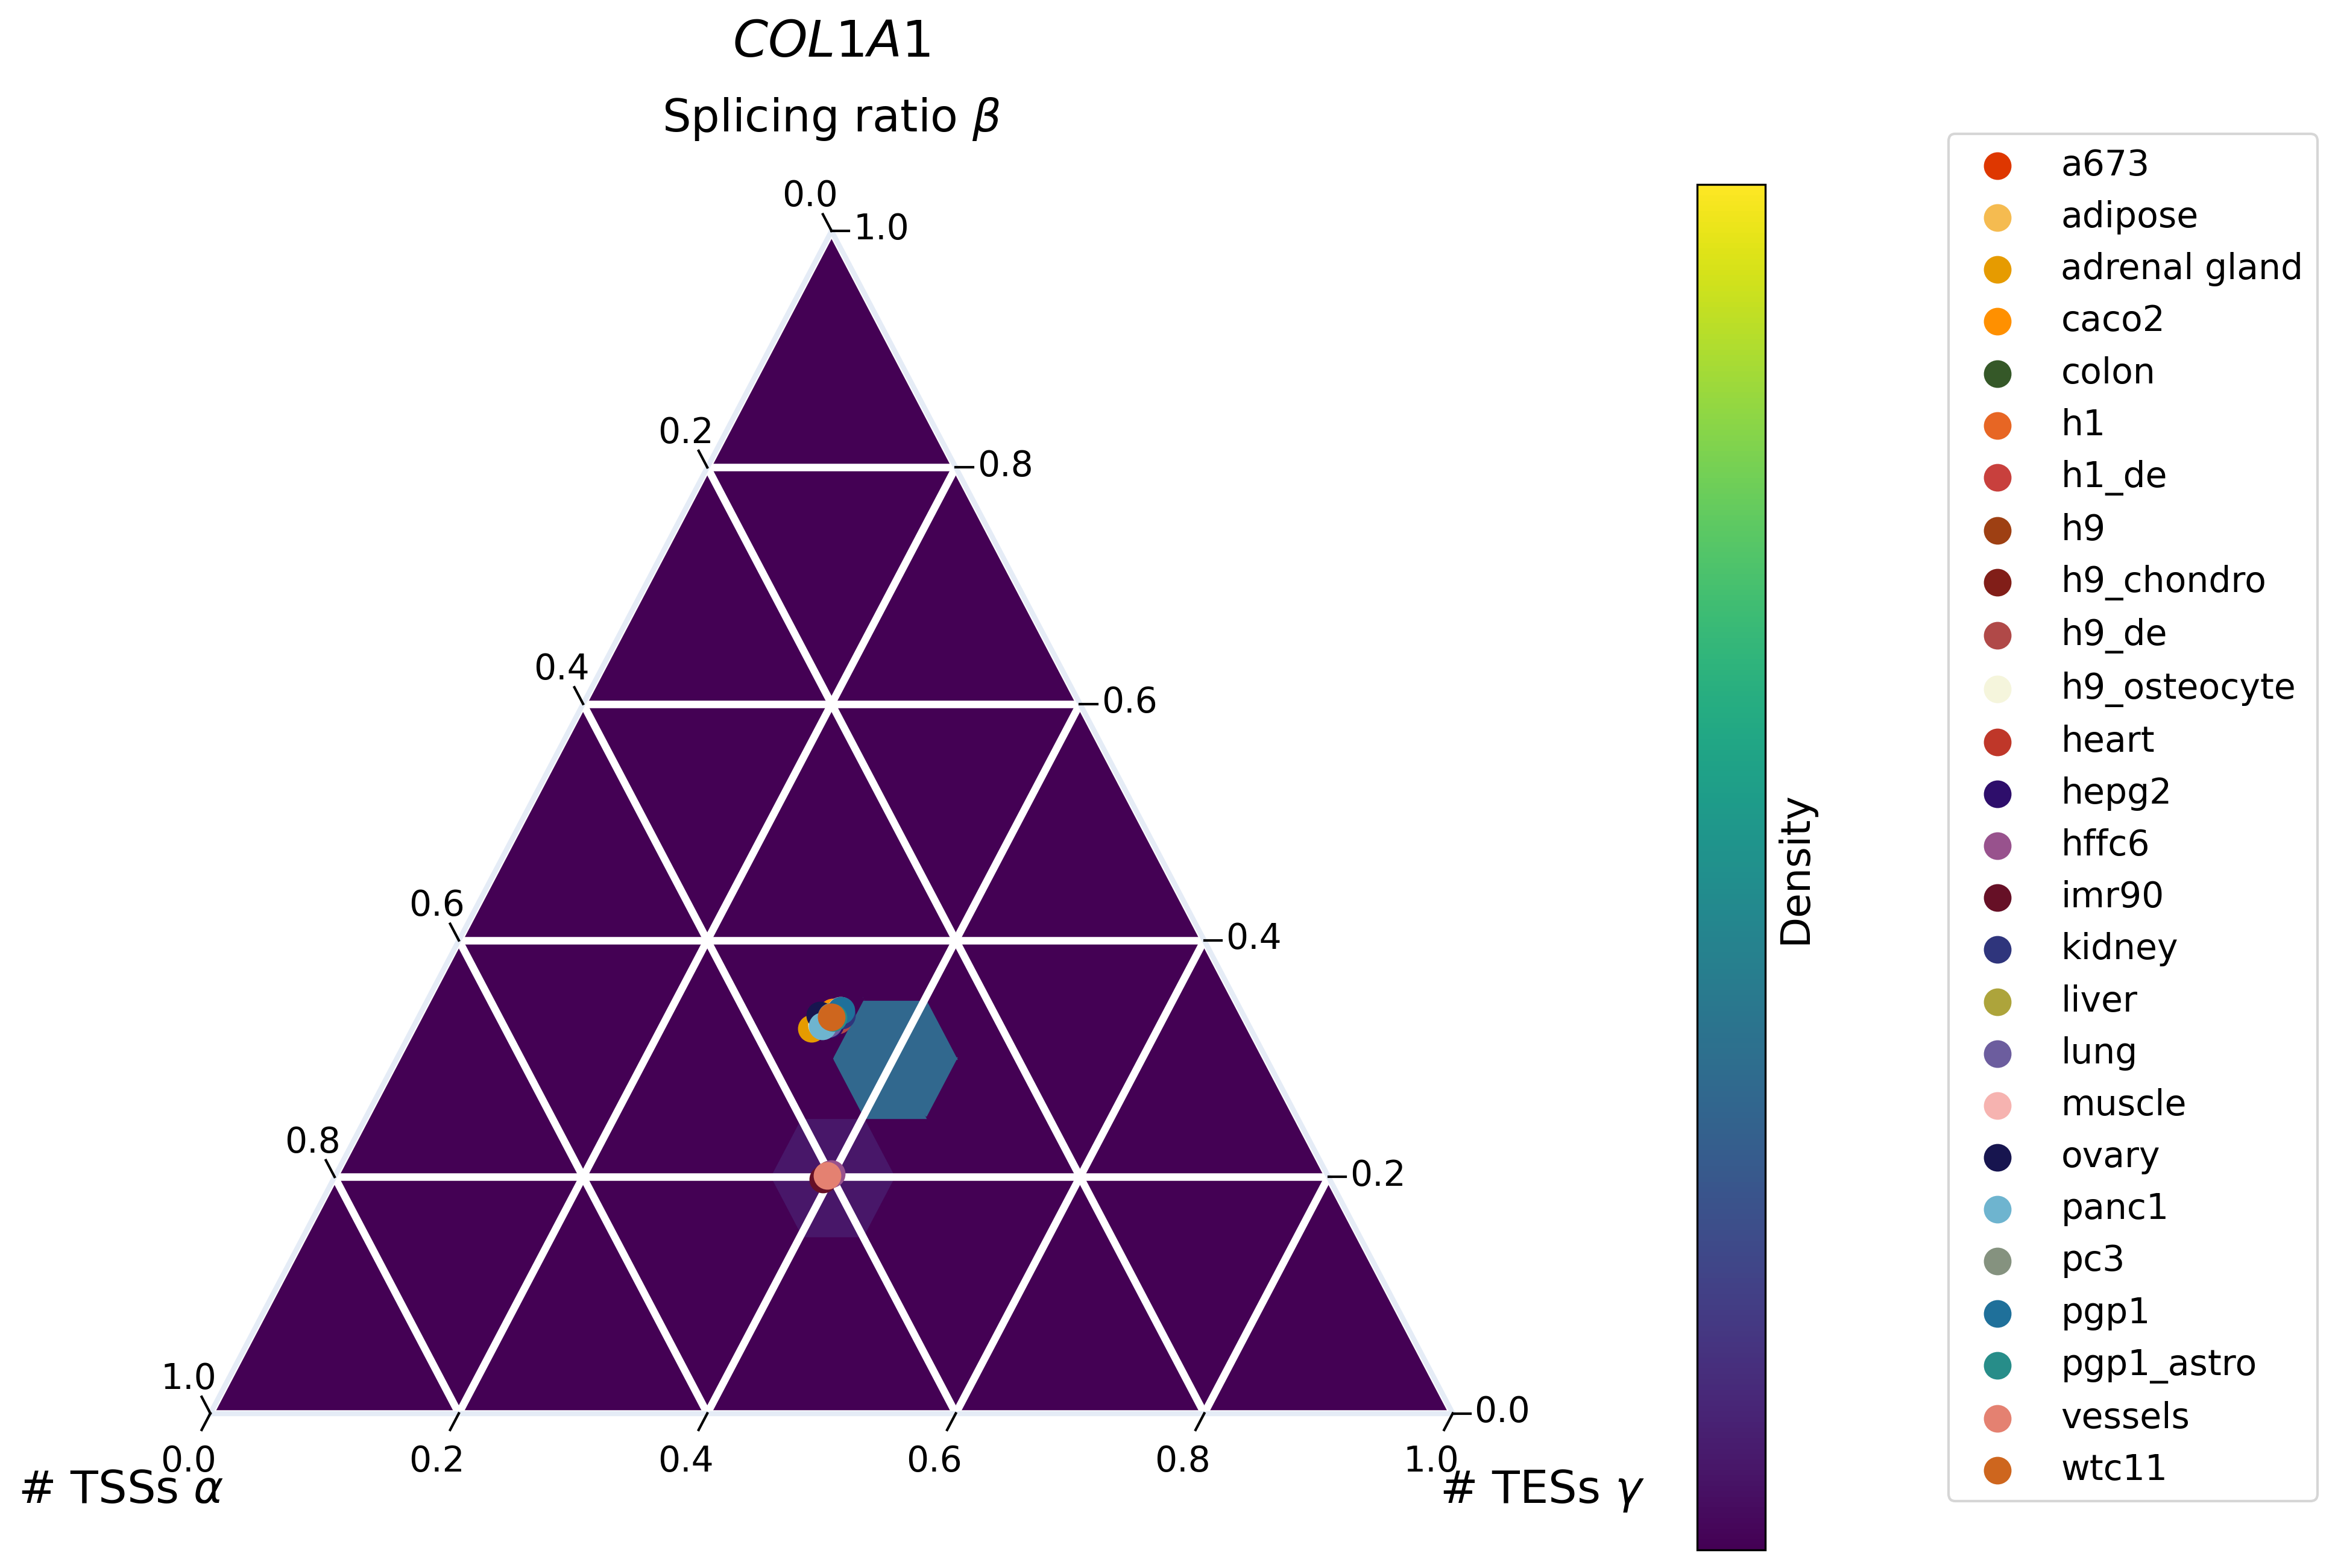 COL1A1
Splicing ratio β
0.0
1.0
0.2
0.8
0.4
0.6
0.6
0.4
0.8
0.2
1.0
0.0
0.0 0.2 0.4 0.6 0.8 1.0
# TSSs α
# TESs γ
Density
a673
adipose
adrenal gland
caco2
colon
h1
h1_de
h9
h9_chondro
h9_de
h9_osteocyte
heart
hepg2
hffc6
imr90
kidney
liver
lung
muscle
ovary
panc1
pc3
pgp1
pgp1_astro
vessels
wtc11